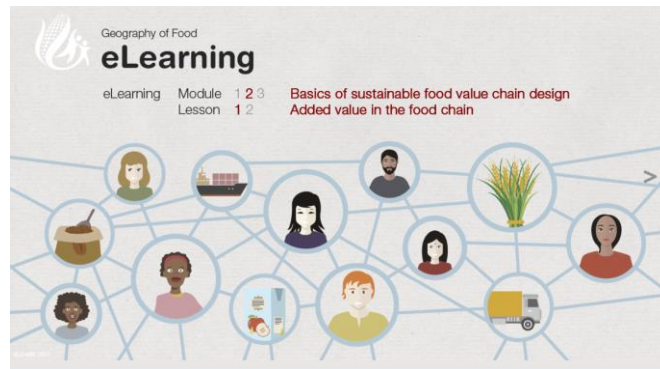 Geography of Food
eLearning
eLearning Module 1 2 3 Basics of sustainable food value chain design
Lesson 1 2 Added value in the food chain
>